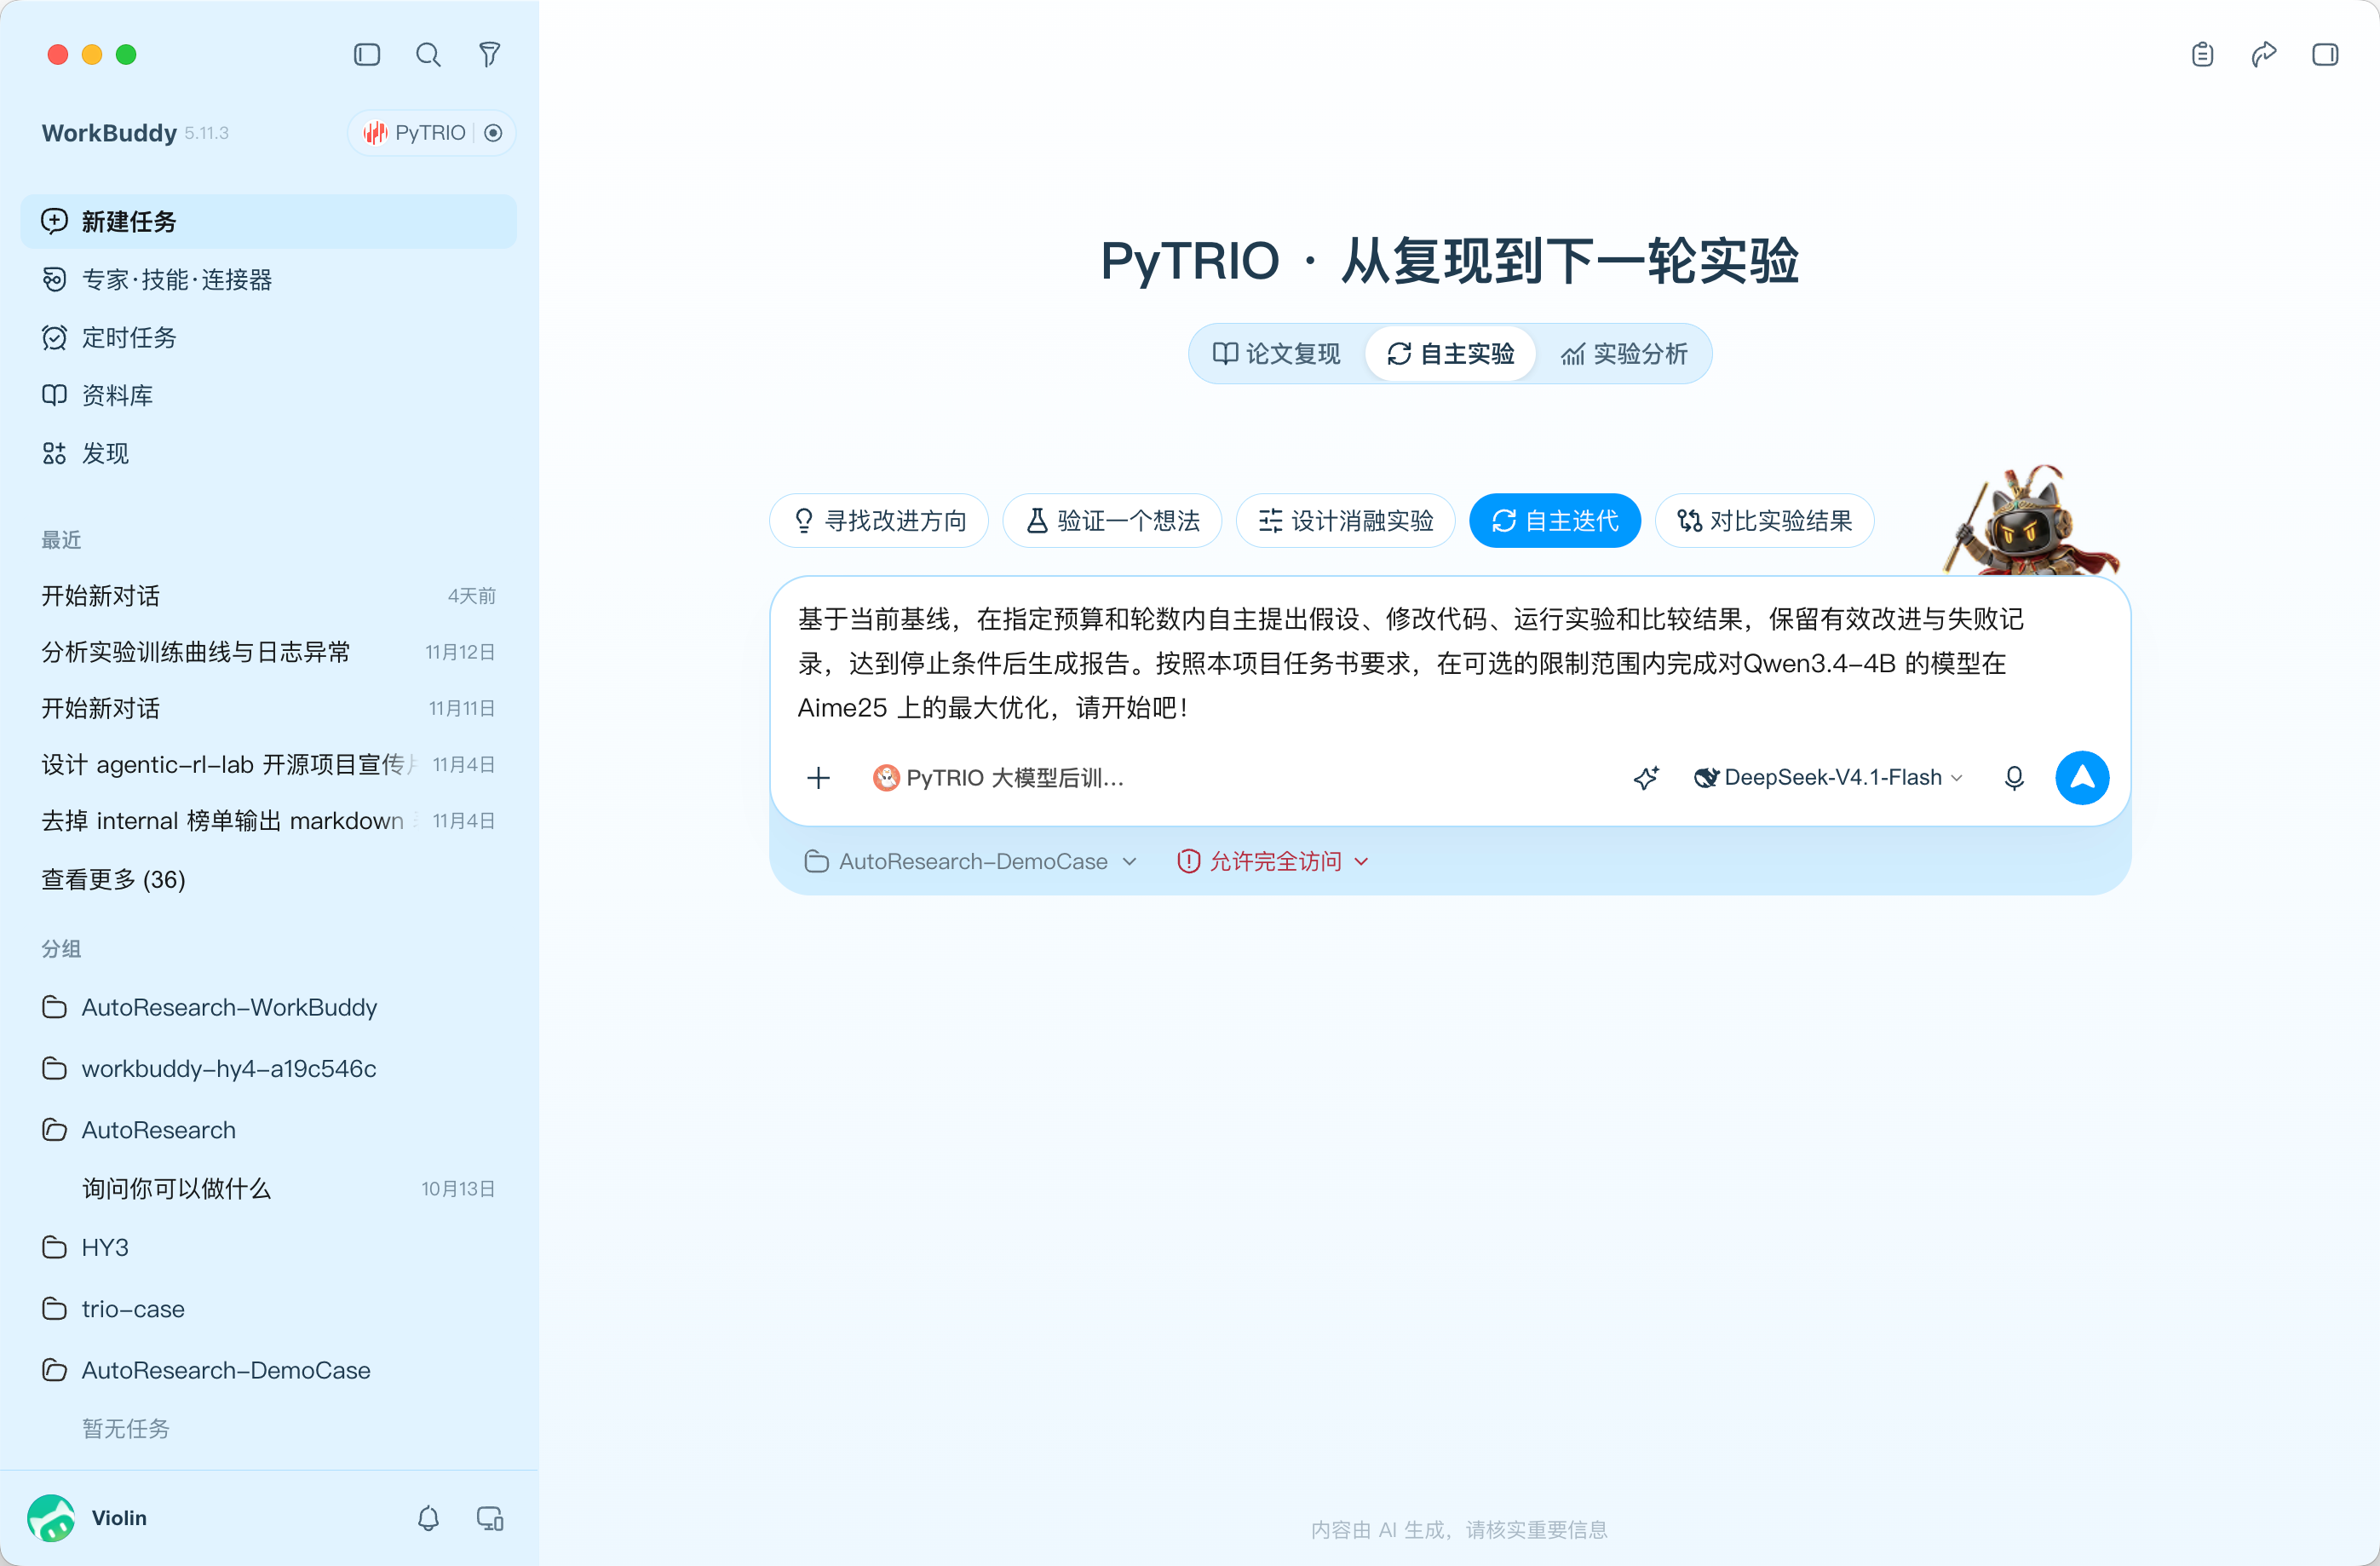 WorkBuddy 5.11.3
PyTRIO
新建任务
专家·技能·连接器
定时任务
资料库
发现
最近
开始新对话 4天前
分析实验训练曲线与日志异常 11月12日
开始新对话 11月11日
设计 agentic-rl-lab 开源项目宣传 11月4日
去掉 internal 榜单输出 markdown 11月4日
查看更多 (36)
分组
AutoResearch-WorkBuddy
workbuddy-hy4-a19c546c
AutoResearch
询问你可以做什么 10月13日
HY3
trio-case
AutoResearch-DemoCase
暂无任务
Violin
PyTRIO · 从复现到下一轮实验
论文复现 自主实验 实验分析
寻找改进方向 验证一个想法 设计消融实验 自主迭代 对比实验结果
基于当前基线，在指定预算和轮数内自主提出假设、修改代码、运行实验和比较结果，保留有效改进与失败记
录，达到停止条件后生成报告。按照本项目任务书要求，在可选的限制范围内完成对Qwen3.4-4B 的模型在
Aime25 上的最大优化，请开始吧！
PyTRIO 大模型后训... DeepSeek-V4.1-Flash
AutoResearch-DemoCase 允许完全访问
内容由 AI 生成，请核实重要信息